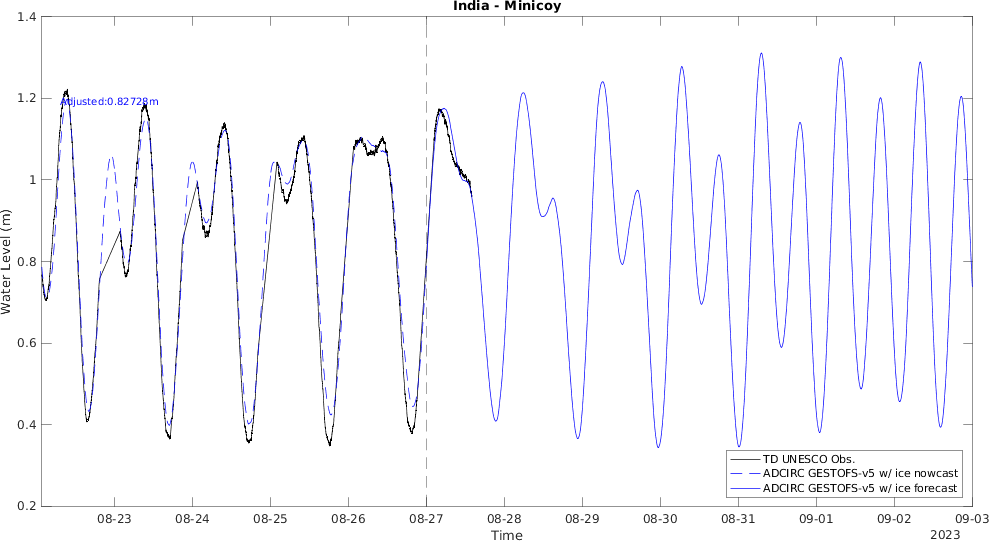 India - Minicoy
1.4
1.2
1
0.8
0.6
0.4
0.2
Water Level (m)
Adjusted:0.82728m
TD UNESCO Obs.
ADCIRC GESTOFS-v5 w/ ice nowcast
ADCIRC GESTOFS-v5 w/ ice forecast
08-23 08-24 08-25 08-26 08-27 08-28 08-29 08-30 08-31 09-01 09-02 09-03
Time
2023